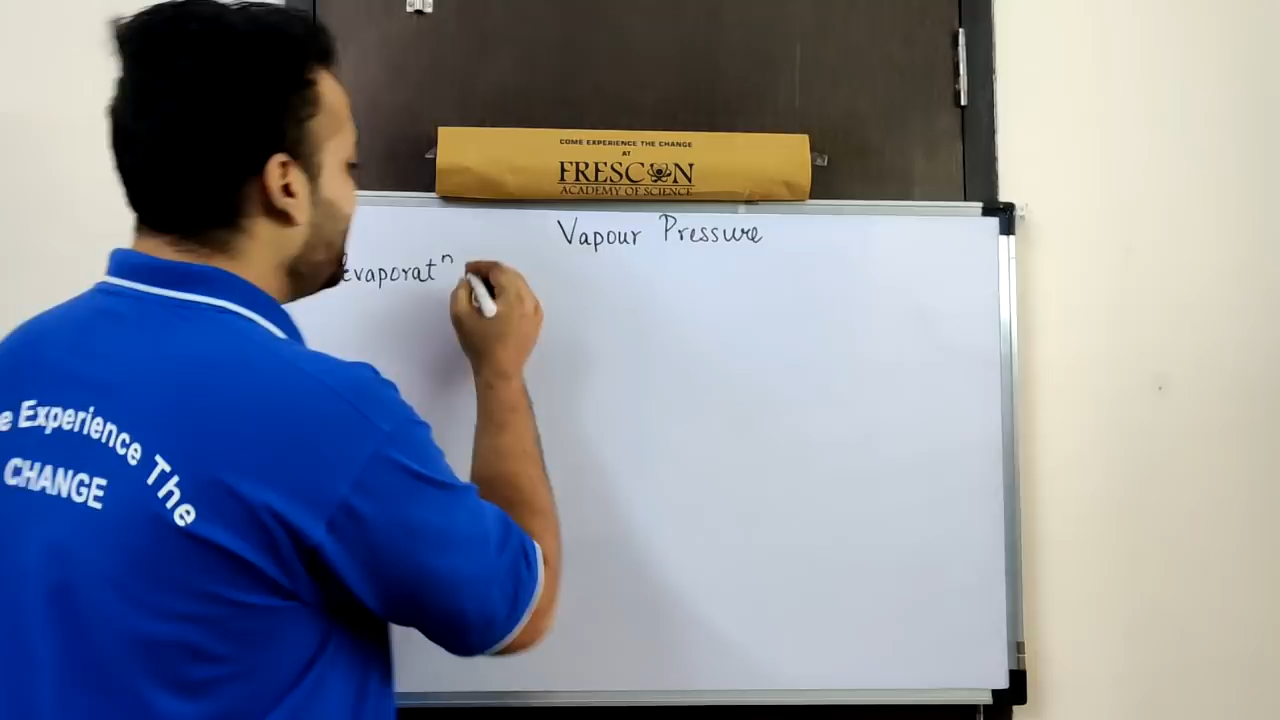 COME EXPERIENCE THE CHANGE
AT
FRESCON
ACADEMY OF SCIENCE
Vapour Pressure
evaporatⁿ
Experience The
CHANGE